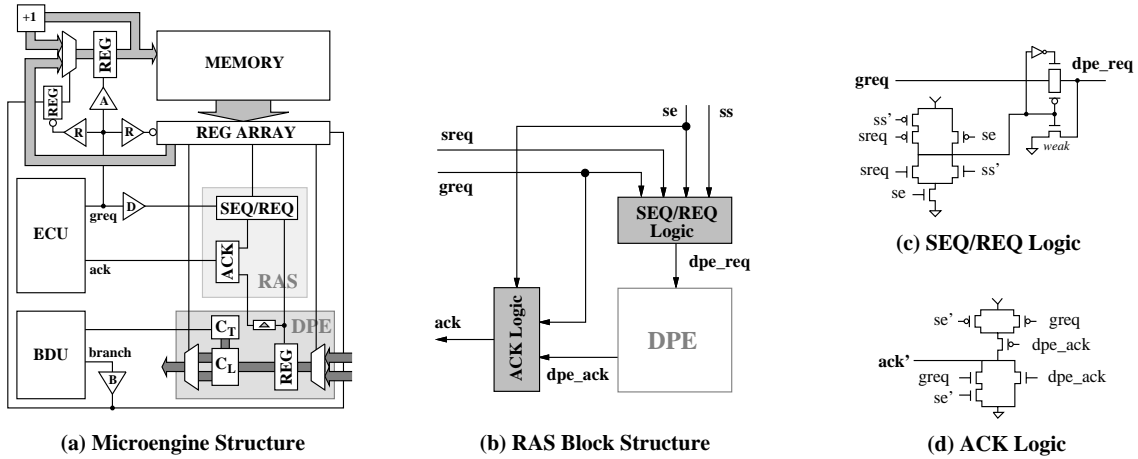 +1
REG
MEMORY
A
REG
R
R
REG ARRAY
greq
D
SEQ/REQ
ECU
ack
ACK
RAS
DPE
C_T
BDU
branch
C_L
REG
B
(a) Microengine Structure
se
ss
sreq
greq
SEQ/REQ
Logic
dpe_req
ACK Logic
ack
DPE
dpe_ack
(b) RAS Block Structure
greq
dpe_req
ss'
sreq
se
weak
sreq
ss'
se
(c) SEQ/REQ Logic
se'
greq
dpe_ack
ack'
greq
dpe_ack
se'
(d) ACK Logic